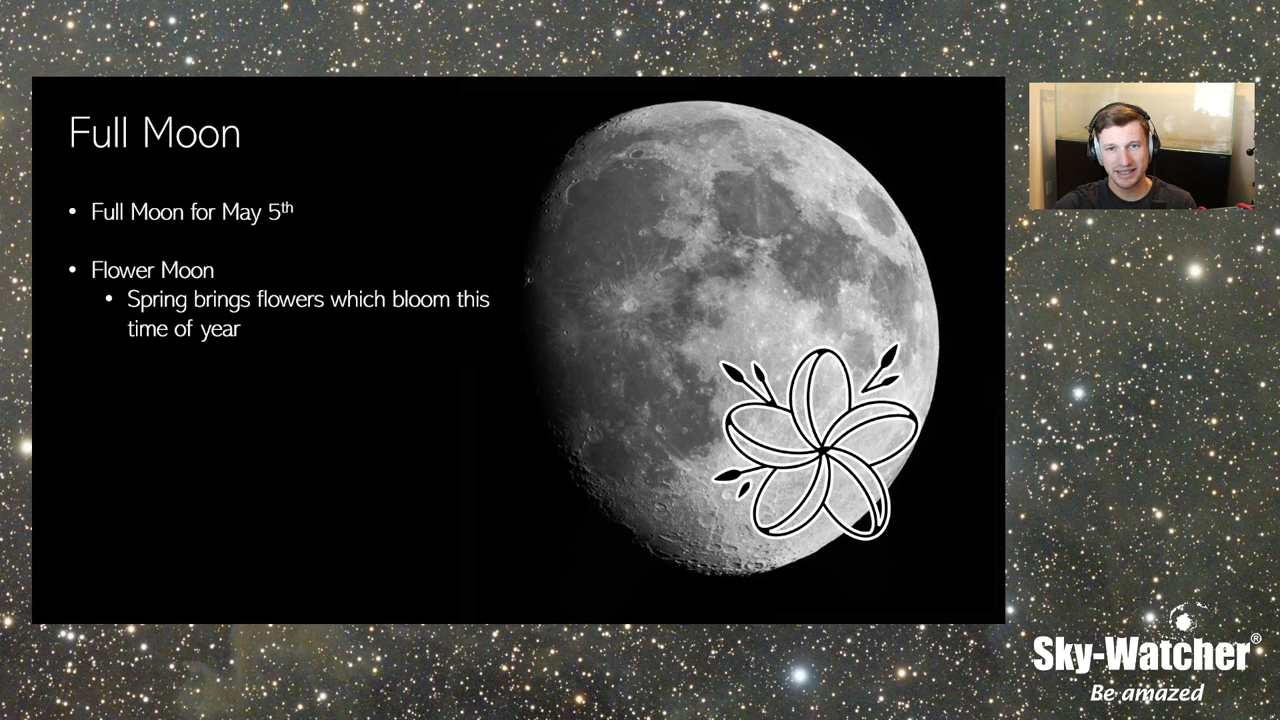 Full Moon
• Full Moon for May 5th
• Flower Moon
• Spring brings flowers which bloom this
time of year
Sky-Watcher®
Be amazed